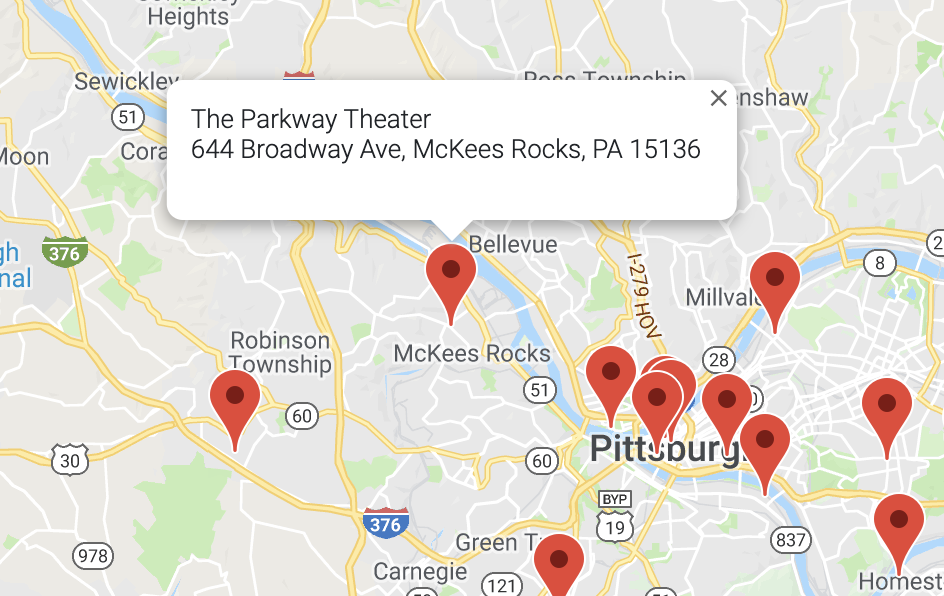 Heights
Sewickley
Ross Township
The Parkway Theater
644 Broadway Ave, McKees Rocks, PA 15136
51
Moon
376
Bellevue
8
I-279 HOV
Millvale
Robinson
Township
McKees Rocks
28
51
60
Pittsburgh
30
60
BYP
19
376
837
978
Green T
Carnegie
121
Homest